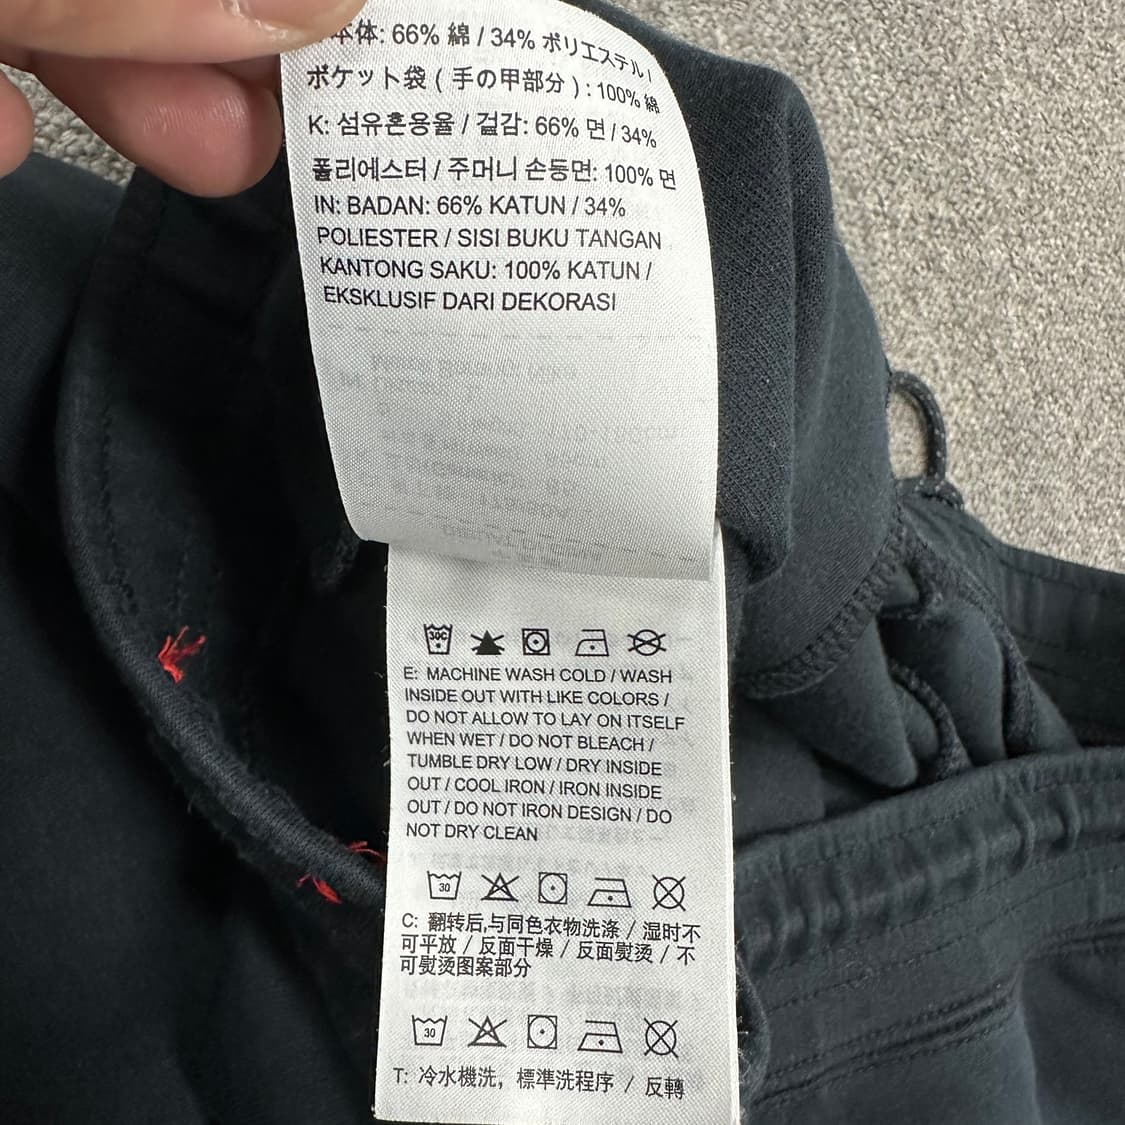 本体: 66% 綿 / 34% ポリエステル /
ポケット袋 ( 手の甲部分 ) : 100% 綿
K: 섬유혼용율 / 겉감: 66% 면 / 34%
폴리에스터 / 주머니 손등면: 100% 면
IN: BADAN: 66% KATUN / 34%
POLIESTER / SISI BUKU TANGAN
KANTONG SAKU: 100% KATUN /
EKSKLUSIF DARI DEKORASI
30C
E: MACHINE WASH COLD / WASH
INSIDE OUT WITH LIKE COLORS /
DO NOT ALLOW TO LAY ON ITSELF
WHEN WET / DO NOT BLEACH /
TUMBLE DRY LOW / DRY INSIDE
OUT / COOL IRON / IRON INSIDE
OUT / DO NOT IRON DESIGN / DO
NOT DRY CLEAN
30
C: 翻转后,与同色衣物洗涤 / 湿时不
可平放 / 反面干燥 / 反面熨烫 / 不
可熨烫图案部分
30
T: 冷水機洗，標準洗程序 / 反轉